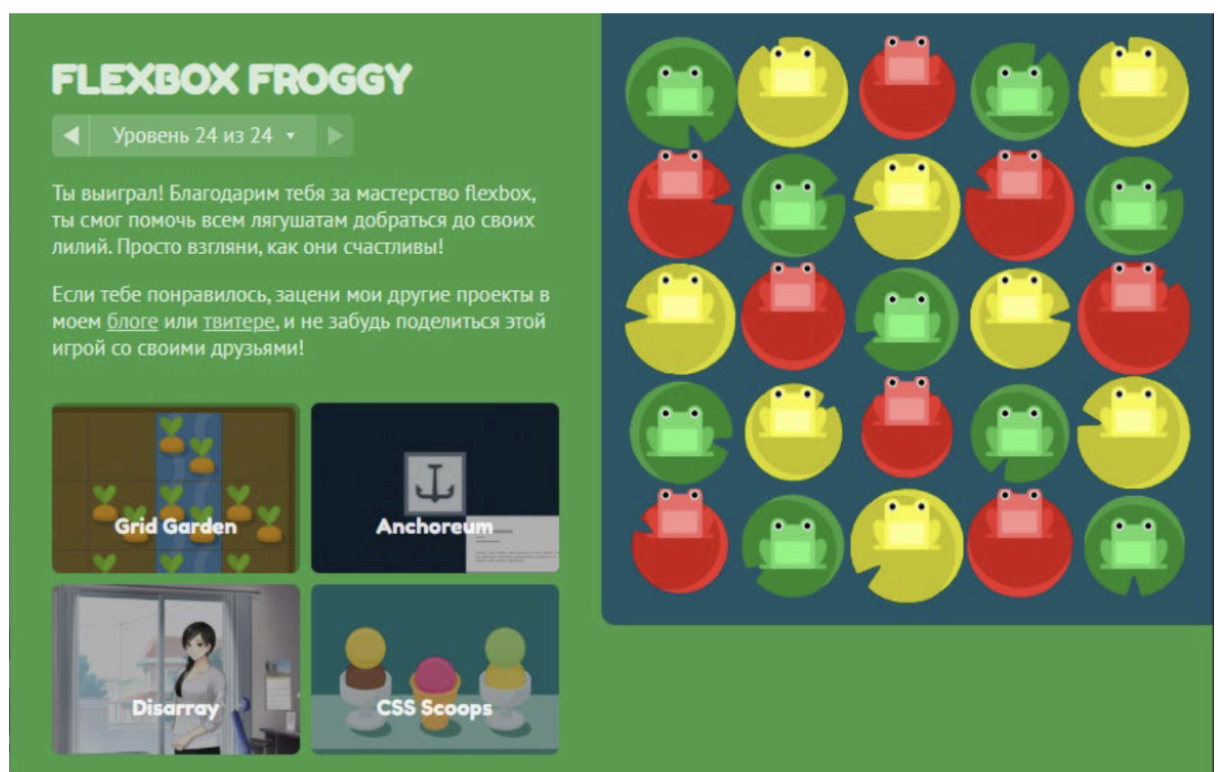 FLEXBOX FROGGY
Уровень 24 из 24
Ты выиграл! Благодарим тебя за мастерство flexbox,
ты смог помочь всем лягушатам добраться до своих
лилий. Просто взгляни, как они счастливы!
Если тебе понравилось, зацени мои другие проекты в
моем блоге или твитере, и не забудь поделиться этой
игрой со своими друзьями!
Grid Garden
Anchoreum
Disarray
CSS Scoops